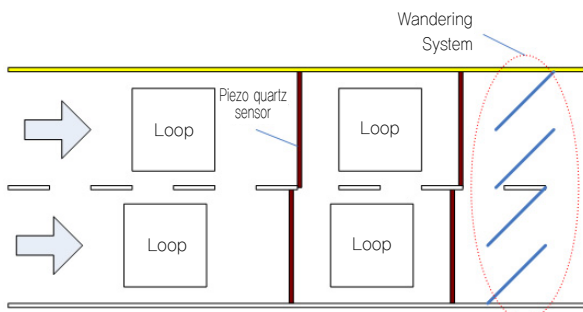 Wandering
System
Piezo quartz
sensor
Loop
Loop
Loop
Loop